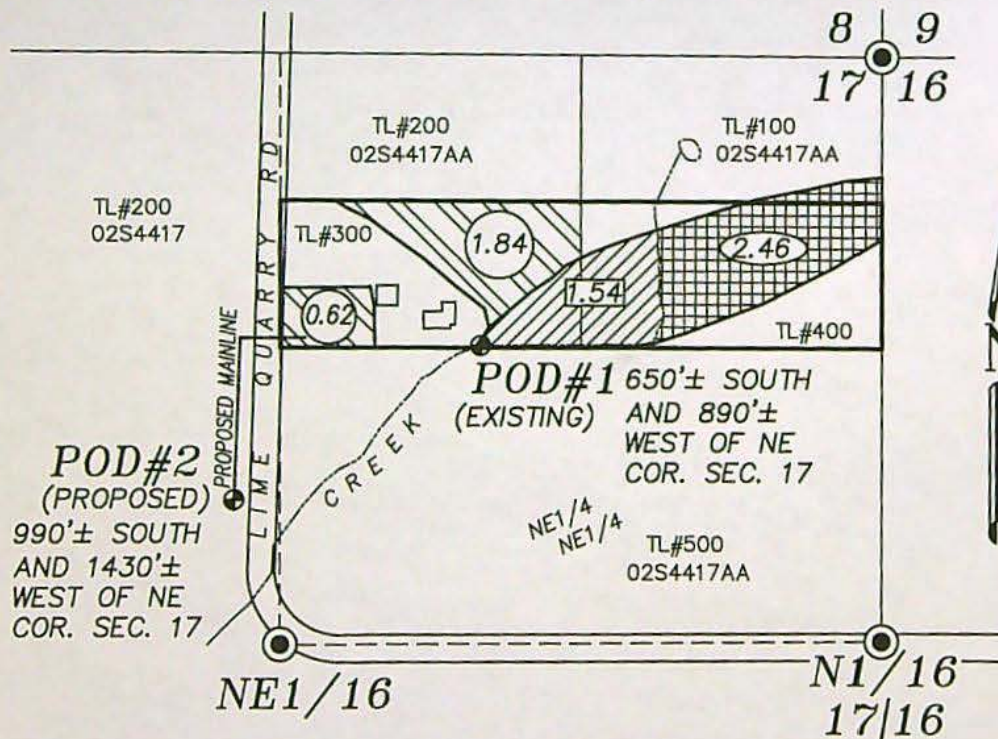 8 9
17 16
TL#200
02S4417AA
TL#100
02S4417AA
TL#200
02S4417
LIME QUARRY RD
TL#300
1.84
2.46
1.54
0.62
TL#400
PROPOSED MAINLINE
POD#1
(EXISTING)
650'± SOUTH
AND 890'±
WEST OF NE
COR. SEC. 17
CREEK
POD#2
(PROPOSED)
990'± SOUTH
AND 1430'±
WEST OF NE
COR. SEC. 17
NE1/4
NE1/4
TL#500
02S4417AA
NE1/16
N1/16
17|16
N